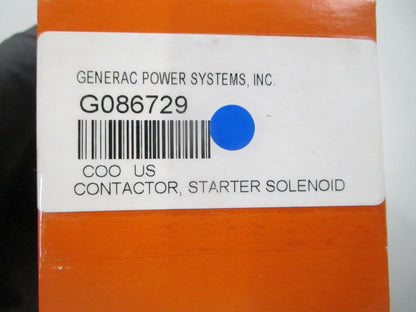 GENERAC POWER SYSTEMS, INC.
G086729
COO US
CONTACTOR, STARTER SOLENOID